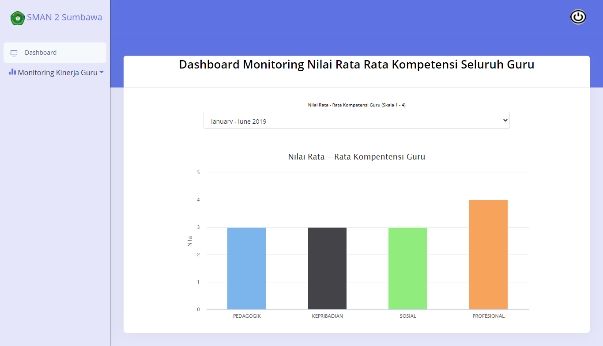 SMAN 2 Sumbawa
Dashboard
Monitoring Kinerja Guru
Dashboard Monitoring Nilai Rata Rata Kompetensi Seluruh Guru
Nilai Rata - Rata Kompetensi Guru (Skala 1 - 4)
January - June 2019
Nilai Rata - Rata Kompentensi Guru
5
4
3
2
1
0
Nilai
PEDAGOGIK KEPRIBADIAN SOSIAL PROFESIONAL